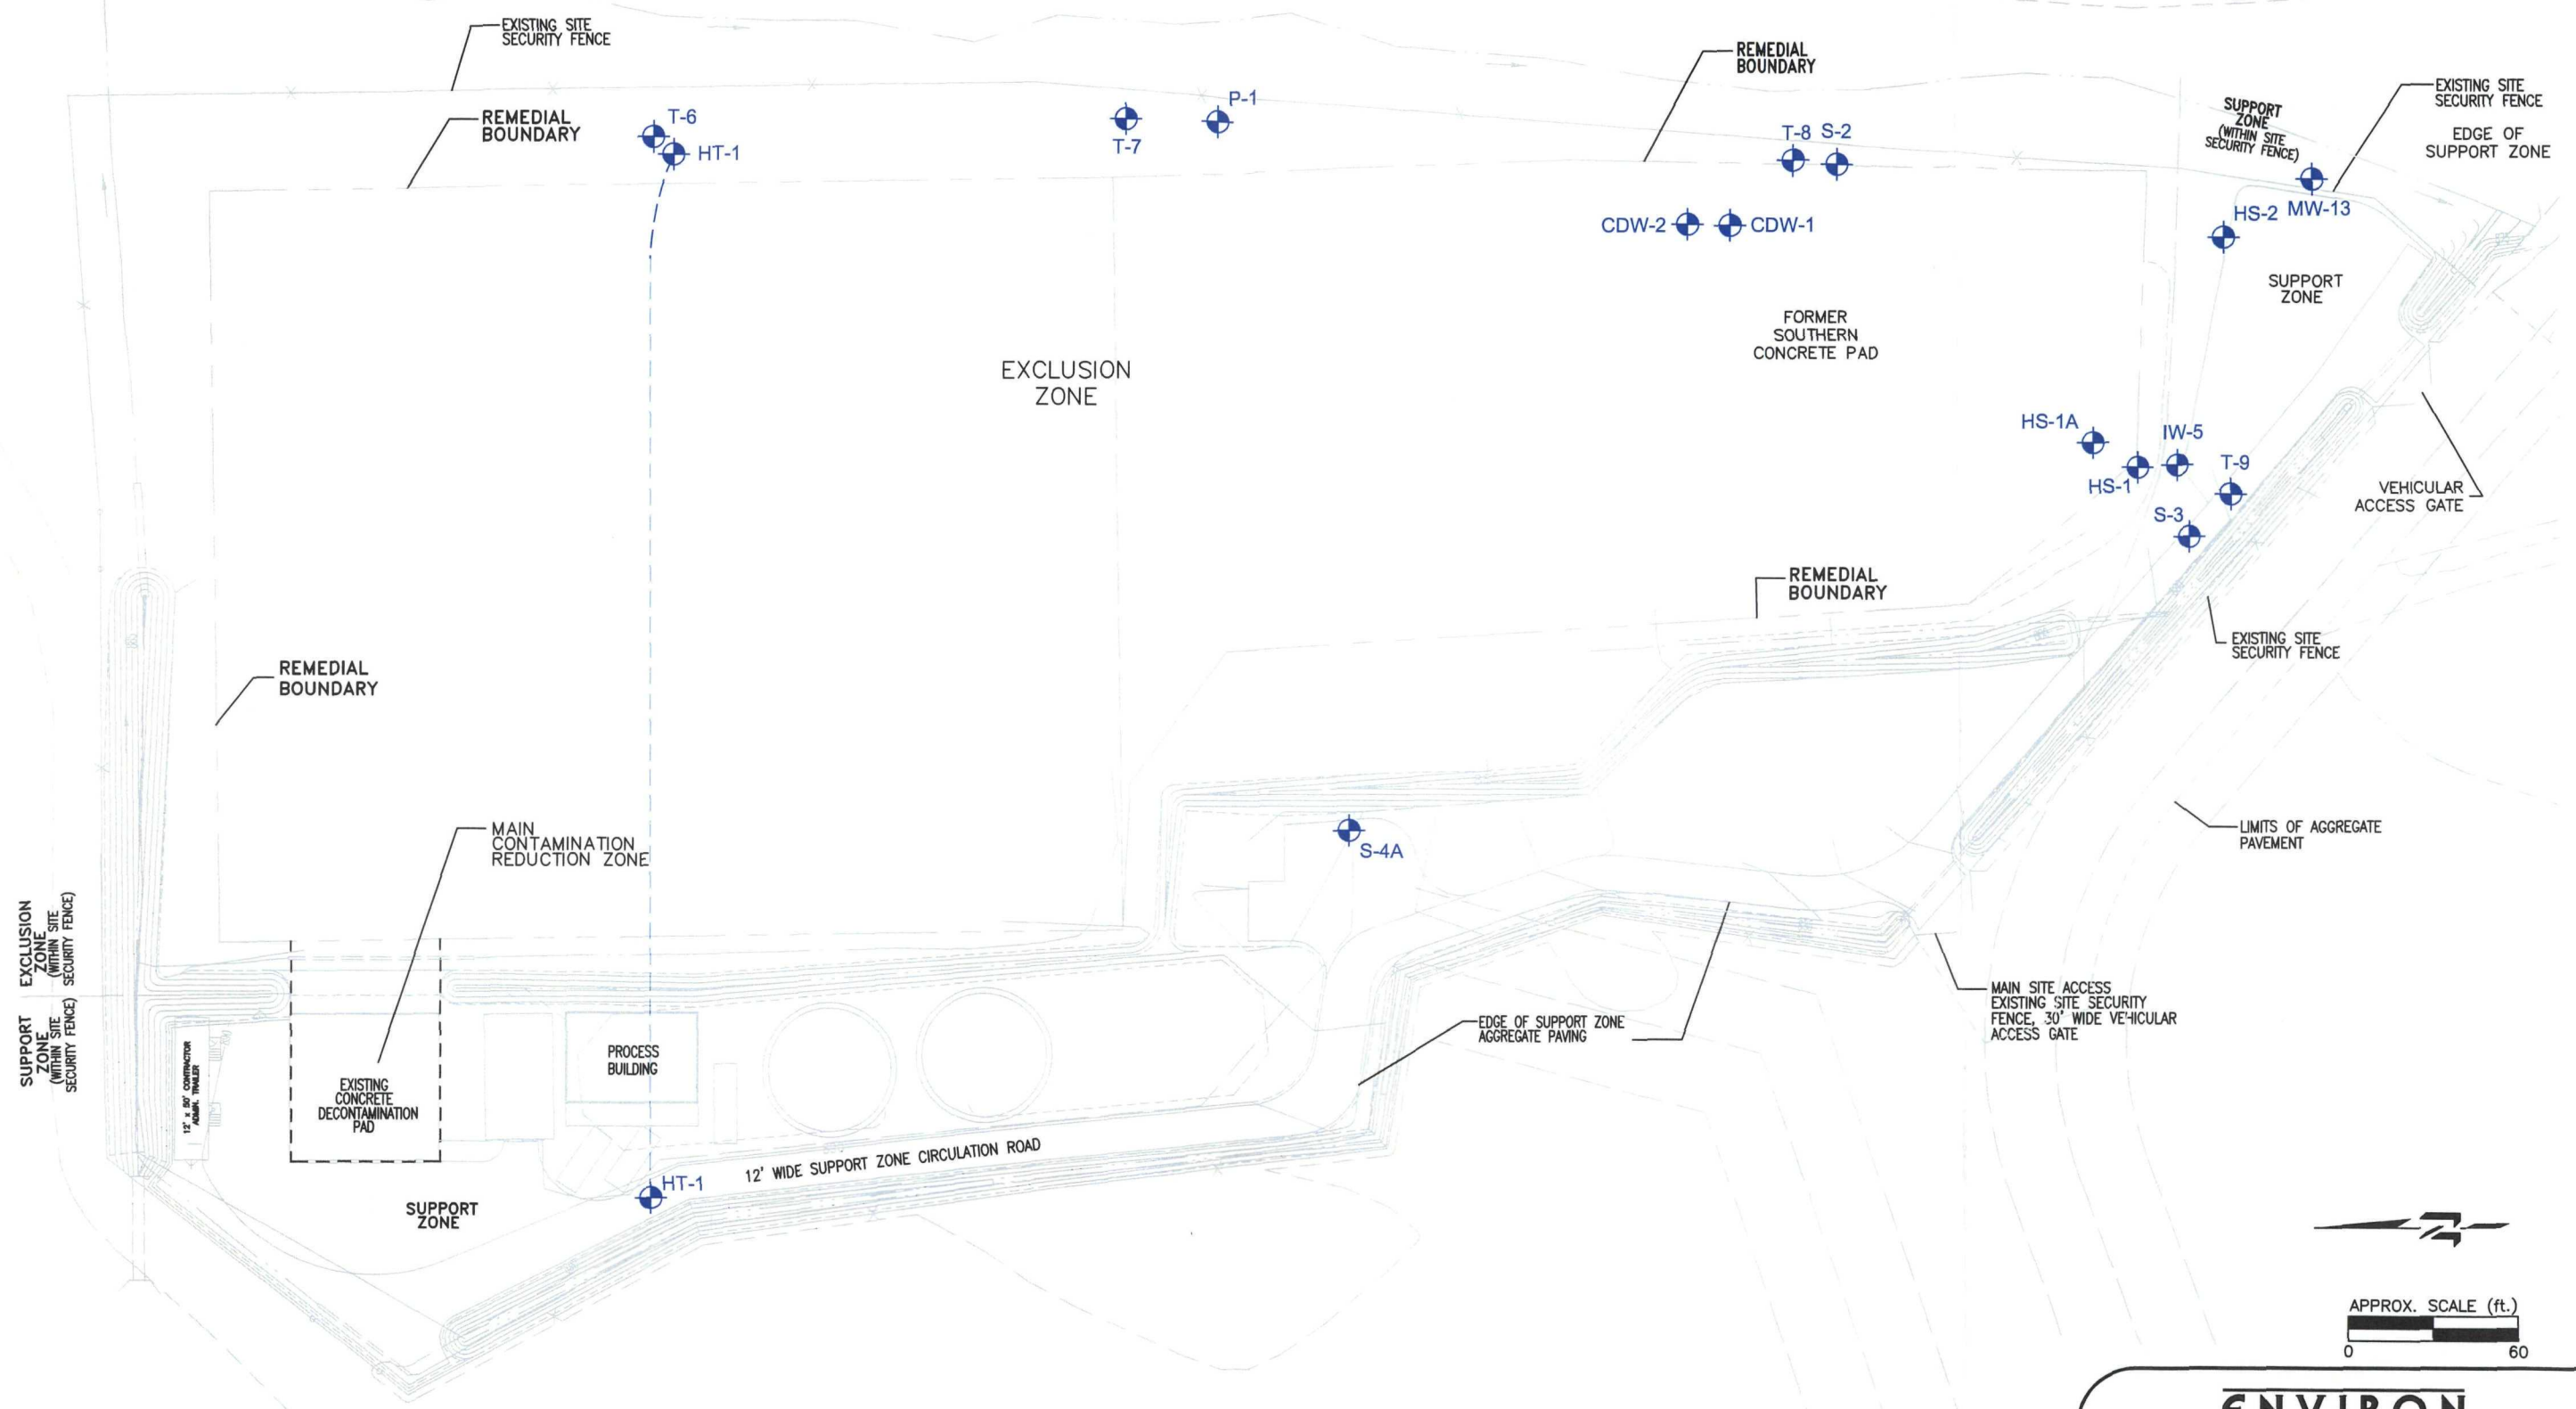 EXISTING SITE
SECURITY FENCE
REMEDIAL
BOUNDARY
T-6
HT-1
T-7
P-1
REMEDIAL
BOUNDARY
T-8
S-2
CDW-2
CDW-1
SUPPORT
ZONE
(WITHIN SITE
SECURITY FENCE)
EXISTING SITE
SECURITY FENCE
EDGE OF
SUPPORT ZONE
HS-2
MW-13
SUPPORT
ZONE
FORMER
SOUTHERN
CONCRETE PAD
EXCLUSION
ZONE
HS-1A
HS-1
IW-5
T-9
S-3
VEHICULAR
ACCESS GATE
REMEDIAL
BOUNDARY
EXISTING SITE
SECURITY FENCE
REMEDIAL
BOUNDARY
MAIN
CONTAMINATION
REDUCTION ZONE
S-4A
LIMITS OF AGGREGATE
PAVEMENT
EXCLUSION
ZONE
(WITHIN SITE
SECURITY FENCE)
SUPPORT
ZONE
(WITHIN SITE
SECURITY FENCE)
12' x 50' CONTRACTOR
ADMIN. TRAILER
EXISTING
CONCRETE
DECONTAMINATION
PAD
PROCESS
BUILDING
EDGE OF SUPPORT ZONE
AGGREGATE PAVING
MAIN SITE ACCESS
EXISTING SITE SECURITY
FENCE, 30' WIDE VEHICULAR
ACCESS GATE
12' WIDE SUPPORT ZONE CIRCULATION ROAD
HT-1
SUPPORT
ZONE
APPROX. SCALE (ft.)
0
60
ENVIRON